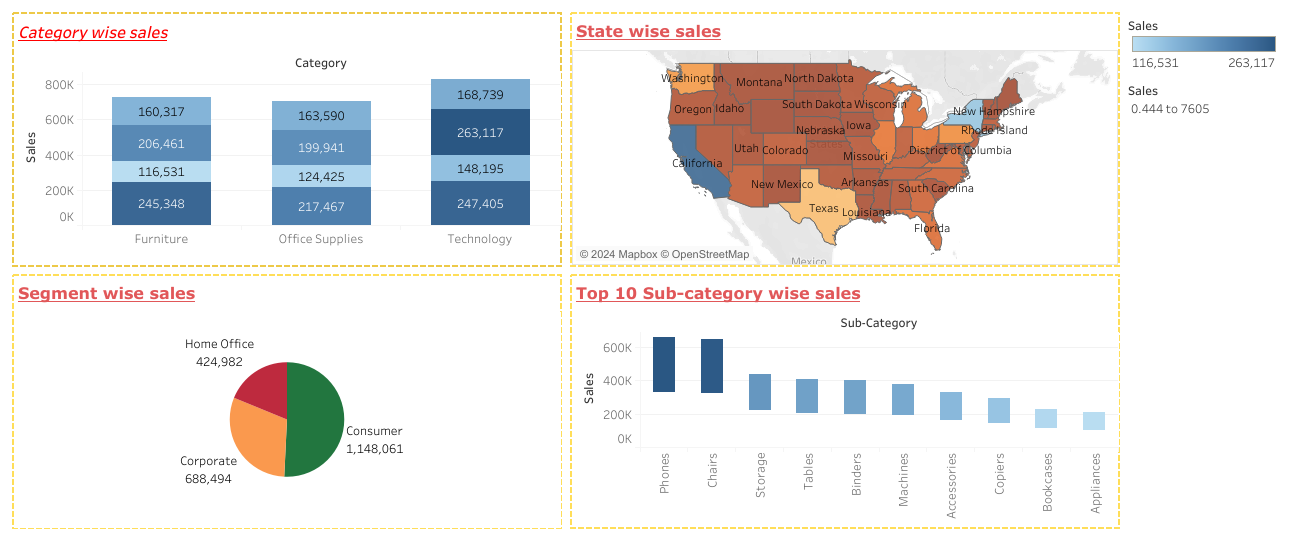 Category wise sales
Category
Sales
800K
600K
400K
200K
0K
160,317
206,461
116,531
245,348
163,590
199,941
124,425
217,467
168,739
263,117
148,195
247,405
Furniture
Office Supplies
Technology
State wise sales
Washington
Montana
North Dakota
Oregon
Idaho
South Dakota
Wisconsin
New Hampshire
Nebraska
Iowa
Rhode Island
Utah
Colorado
States
Missouri
District of Columbia
California
New Mexico
Arkansas
South Carolina
Texas
Louisiana
Florida
Mexico
© 2024 Mapbox © OpenStreetMap
Sales
116,531 263,117
Sales
0.444 to 7605
Segment wise sales
Home Office
424,982
Consumer
1,148,061
Corporate
688,494
Top 10 Sub-category wise sales
Sub-Category
Sales
600K
400K
200K
0K
Phones
Chairs
Storage
Tables
Binders
Machines
Accessories
Copiers
Bookcases
Appliances